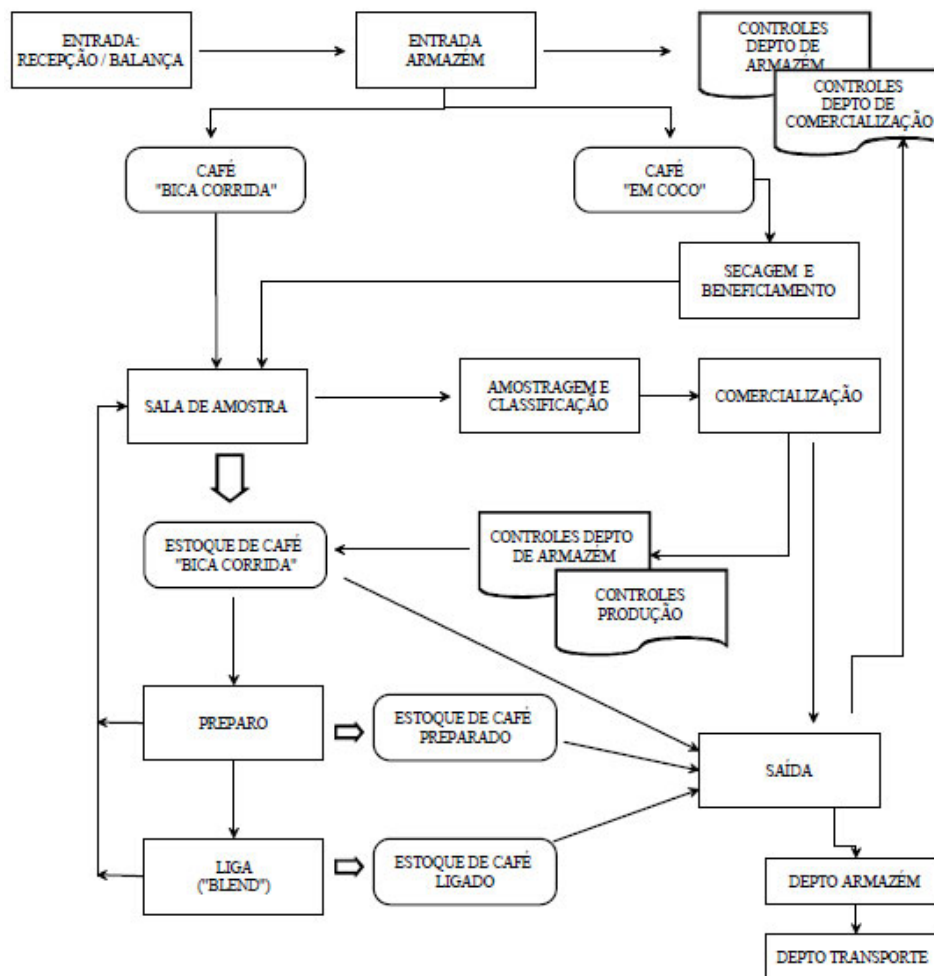 ENTRADA:
RECEPÇÃO / BALANÇA
ENTRADA
ARMAZÉM
CONTROLES
DEPTO DE
ARMAZÉM
CONTROLES
DEPTO DE
COMERCIALIZAÇÃO
CAFÉ
"BICA CORRIDA"
CAFÉ
"EM COCO"
SECAGEM E
BENEFICIAMENTO
SALA DE AMOSTRA
AMOSTRAGEM E
CLASSIFICAÇÃO
COMERCIALIZAÇÃO
ESTOQUE DE CAFÉ
"BICA CORRIDA"
CONTROLES DEPTO
DE ARMAZÉM
CONTROLES
PRODUÇÃO
PREPARO
ESTOQUE DE CAFÉ
PREPARADO
SAÍDA
LIGA
("BLEND")
ESTOQUE DE CAFÉ
LIGADO
DEPTO ARMAZÉM
DEPTO TRANSPORTE